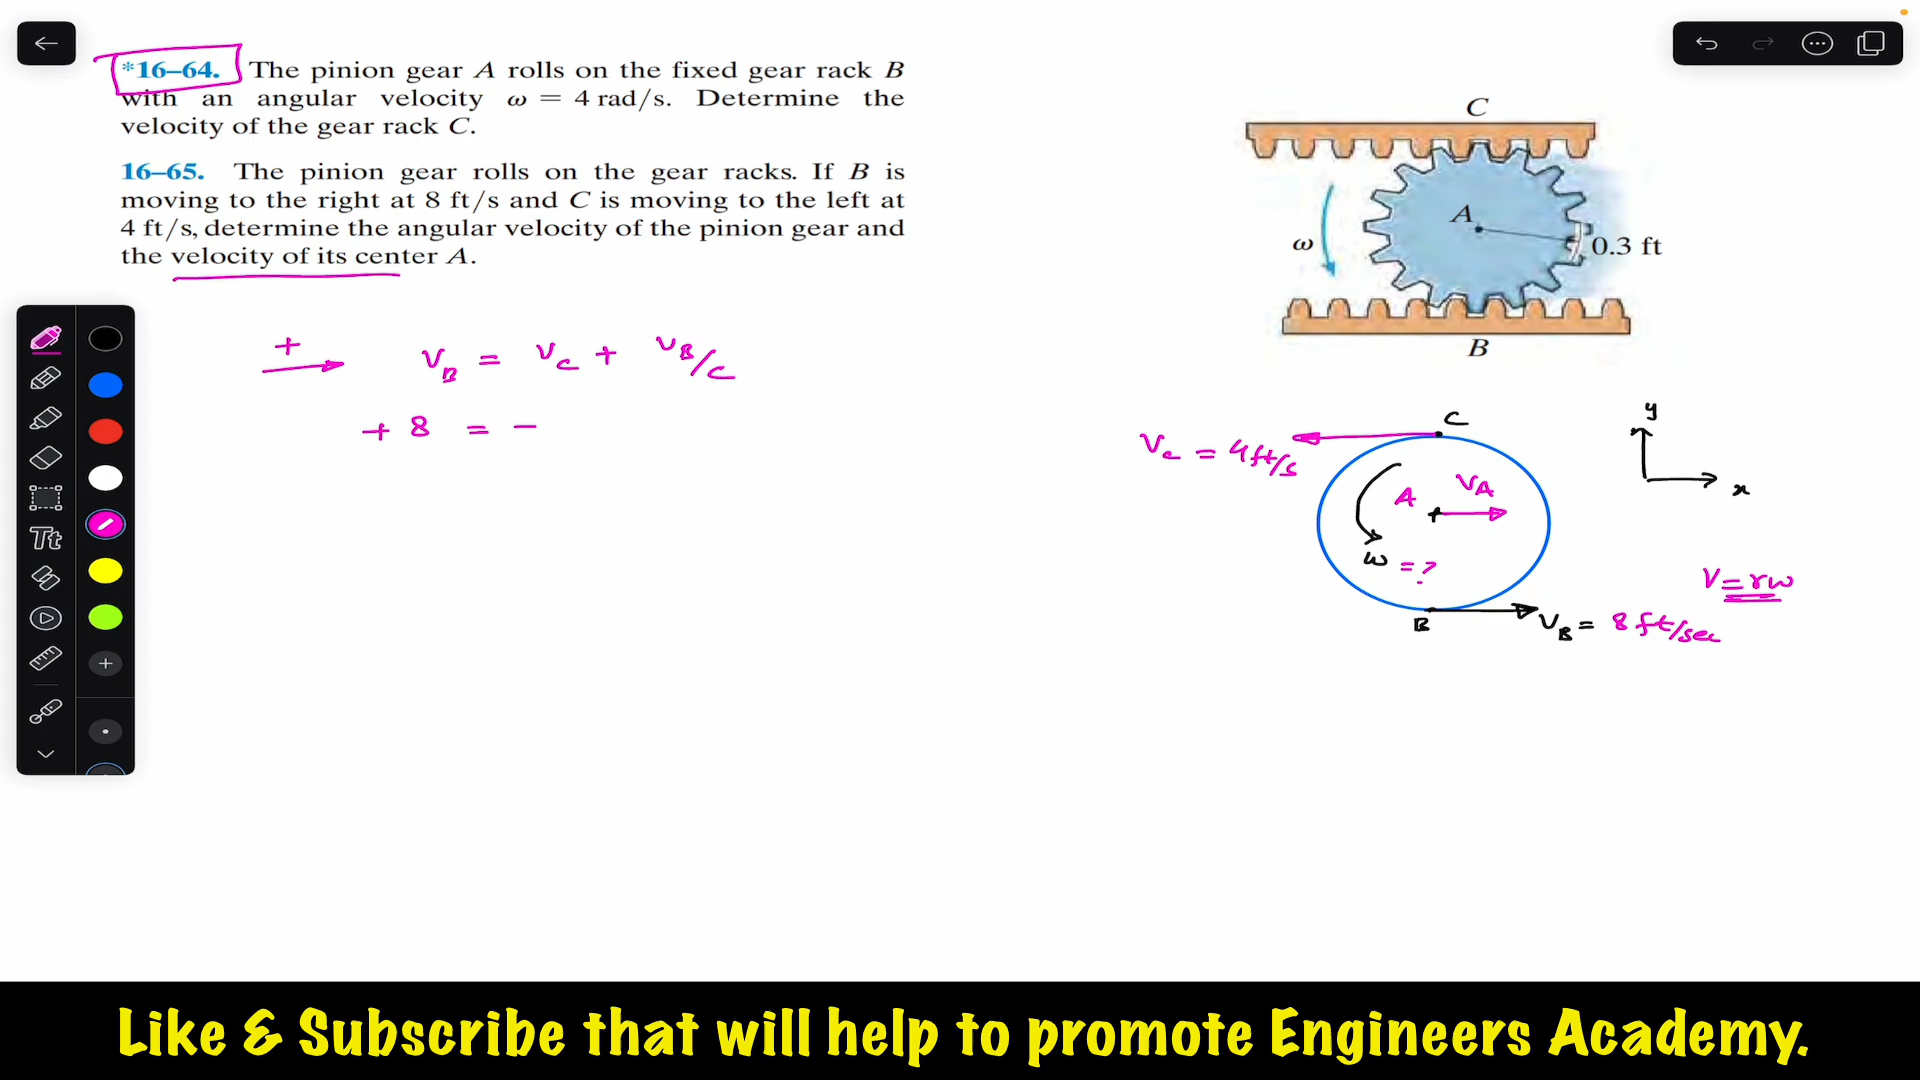 *16–64. The pinion gear A rolls on the fixed gear rack B
with an angular velocity ω = 4 rad/s. Determine the
velocity of the gear rack C.
16–65. The pinion gear rolls on the gear racks. If B is
moving to the right at 8 ft/s and C is moving to the left at
4 ft/s, determine the angular velocity of the pinion gear and
the velocity of its center A.
C
A
ω
0.3 ft
B
Tt
+
V_B = V_C + V_B/C
+ 8 = -
C
V_c = 4ft/s
A
V_A
ω = ?
B
V_B = 8 ft/sec
y
x
V = rω
Like & Subscribe that will help to promote Engineers Academy.